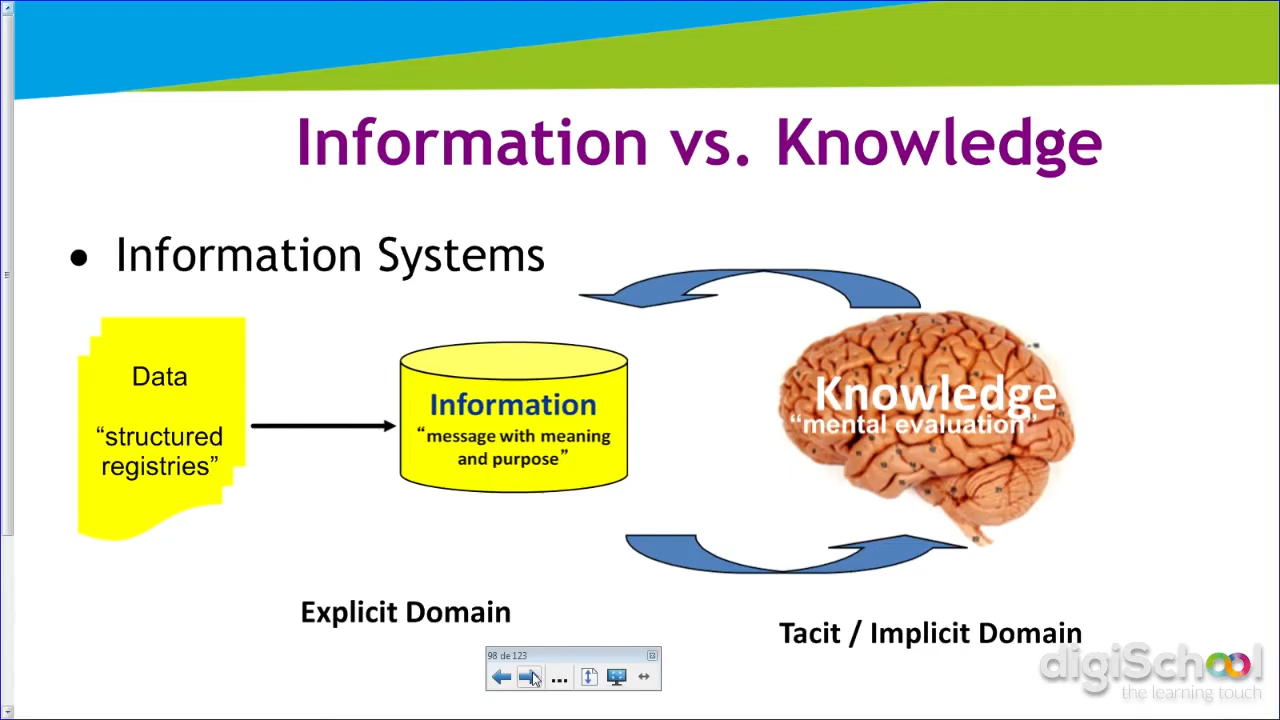 Information vs. Knowledge
• Information Systems
Data
“structured
registries”
Information
“message with meaning
and purpose”
Knowledge
“mental evaluation”
Explicit Domain
Tacit / Implicit Domain
98 de 123
...
digiSchool
the learning touch